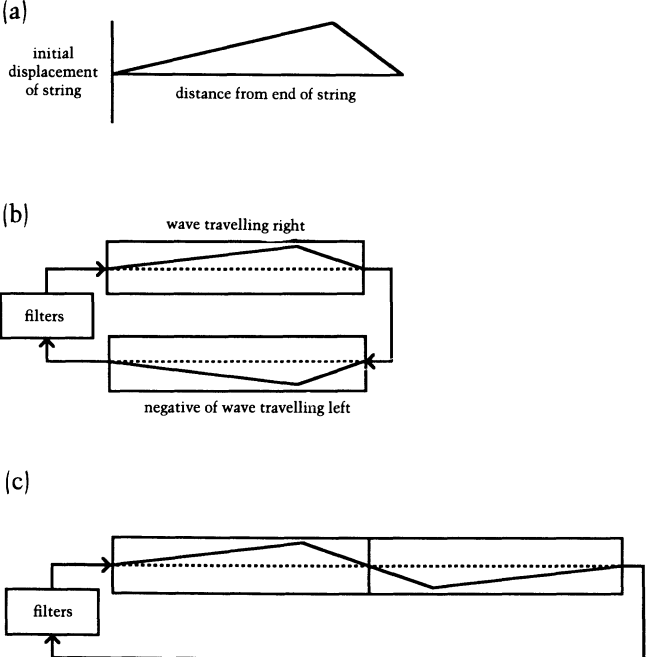 (a)
initial
displacement
of string
distance from end of string
(b)
wave travelling right
filters
negative of wave travelling left
(c)
filters